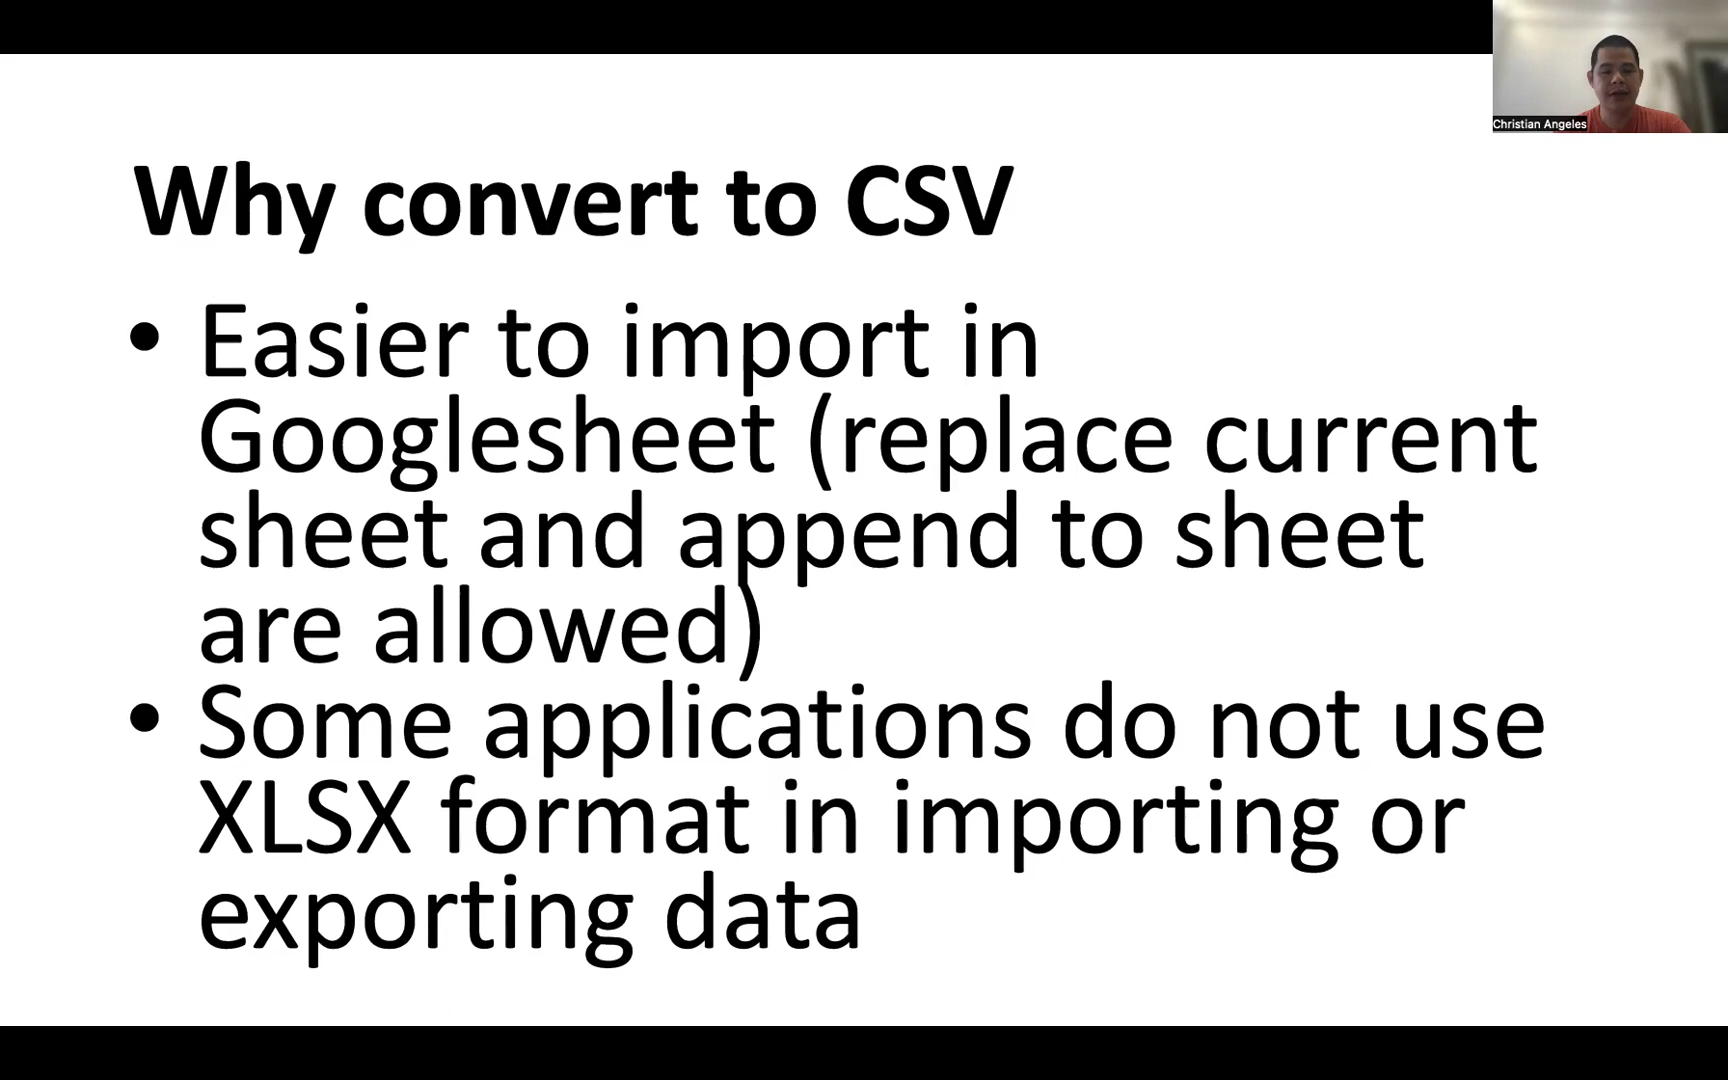 Christian Angeles
Why convert to CSV
• Easier to import in
Googlesheet (replace current
sheet and append to sheet
are allowed)
• Some applications do not use
XLSX format in importing or
exporting data